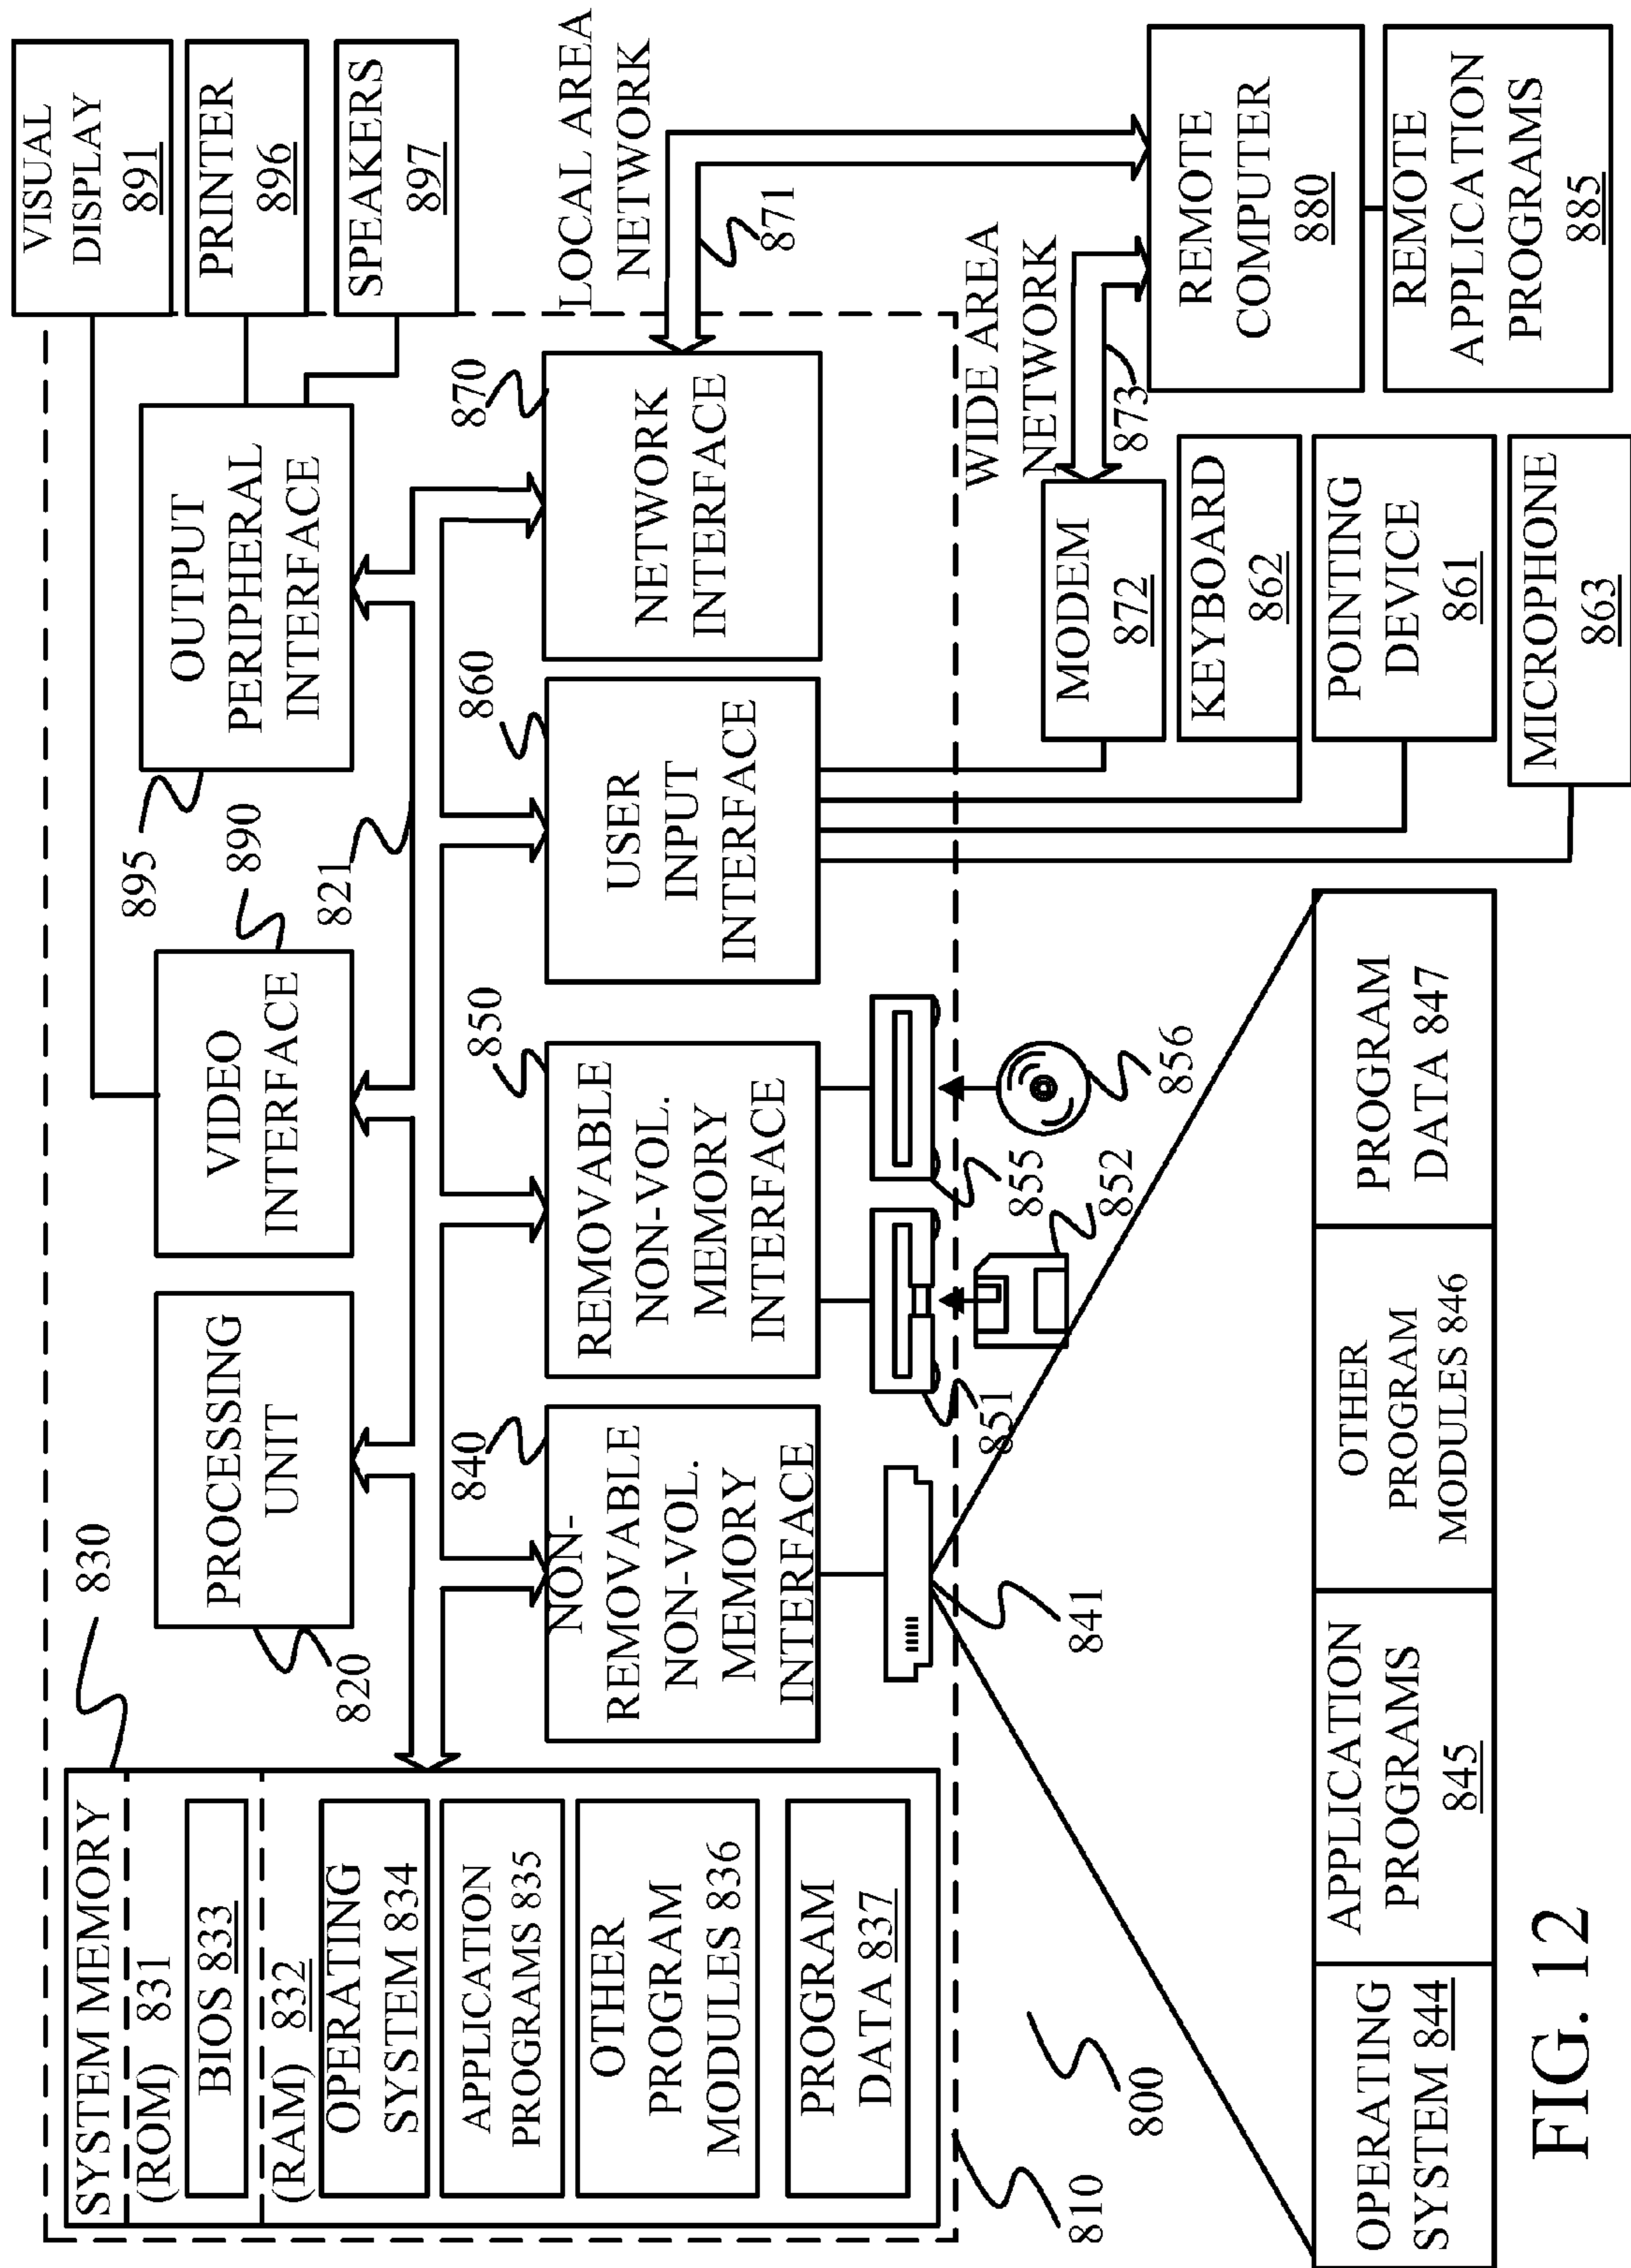 SYSTEM MEMORY
(ROM) 831
BIOS 833
(RAM) 832
OPERATING
SYSTEM 834
APPLICATION
PROGRAMS 835
OTHER
PROGRAM
MODULES 836
PROGRAM
DATA 837
830
PROCESSING
UNIT
820
VIDEO
INTERFACE
890
821
OUTPUT
PERIPHERAL
INTERFACE
895
VISUAL
DISPLAY
891
PRINTER
896
SPEAKERS
897
840
NON-
REMOVABLE
NON-VOL.
MEMORY
INTERFACE
850
REMOVABLE
NON-VOL.
MEMORY
INTERFACE
860
USER
INPUT
INTERFACE
870
NETWORK
INTERFACE
LOCAL AREA
NETWORK
871
841
851
855
852
856
WIDE AREA
NETWORK
873
MODEM
872
KEYBOARD
862
POINTING
DEVICE
861
MICROPHONE
863
REMOTE
COMPUTER
880
REMOTE
APPLICATION
PROGRAMS
885
810
800
OPERATING
SYSTEM 844
APPLICATION
PROGRAMS
845
OTHER
PROGRAM
MODULES 846
PROGRAM
DATA 847
FIG. 12